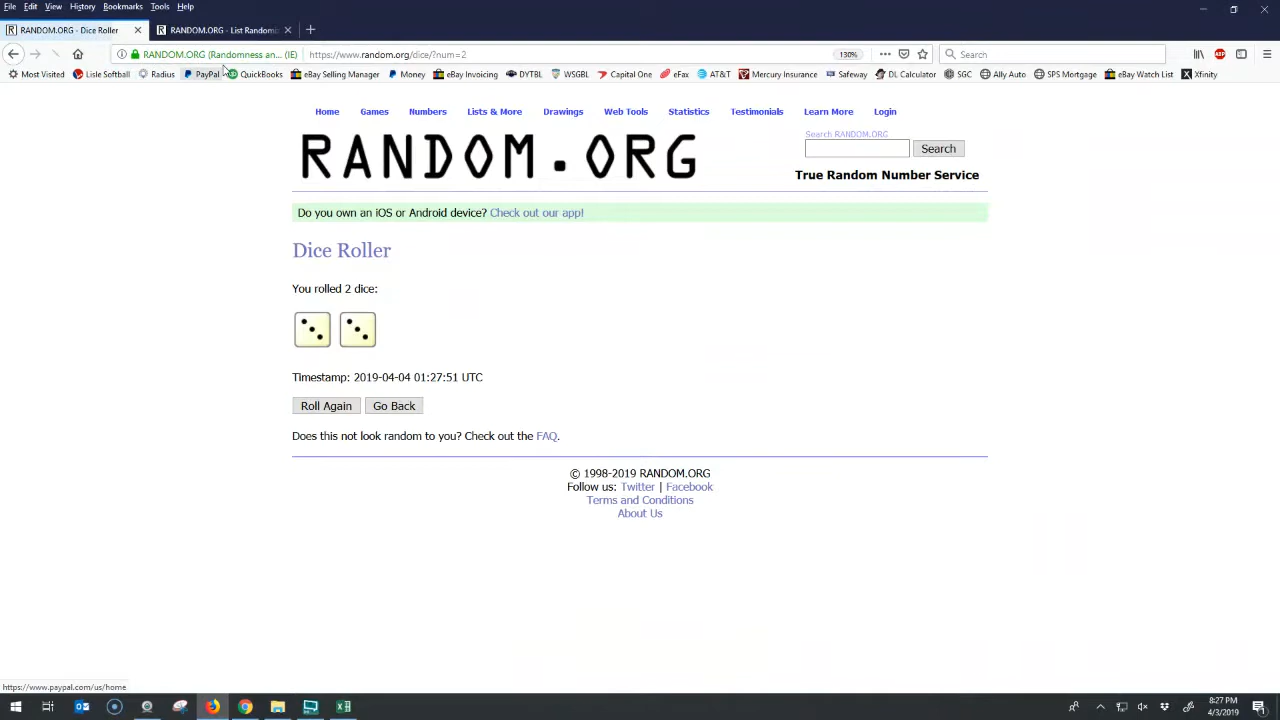 File Edit View History Bookmarks Tools Help
RANDOM.ORG - Dice Roller
RANDOM.ORG - List Randomiz
RANDOM.ORG (Randomness an... (IE)
https://www.random.org/dice/?num=2
130%
Search
Most Visited Lisle Softball Radius PayPal QuickBooks eBay Selling Manager Money eBay Invoicing DYTBL WSGBL Capital One eFax AT&T Mercury Insurance Safeway DL Calculator SGC Ally Auto SPS Mortgage eBay Watch List Xfinity
Home Games Numbers Lists & More Drawings Web Tools Statistics Testimonials Learn More Login
RANDOM.ORG
Search RANDOM.ORG
Search
True Random Number Service
Do you own an iOS or Android device? Check out our app!
Dice Roller
You rolled 2 dice:
Timestamp: 2019-04-04 01:27:51 UTC
Roll Again Go Back
Does this not look random to you? Check out the FAQ.
© 1998-2019 RANDOM.ORG
Follow us: Twitter | Facebook
Terms and Conditions
About Us
https://www.paypal.com/us/home
8:27 PM
4/3/2019